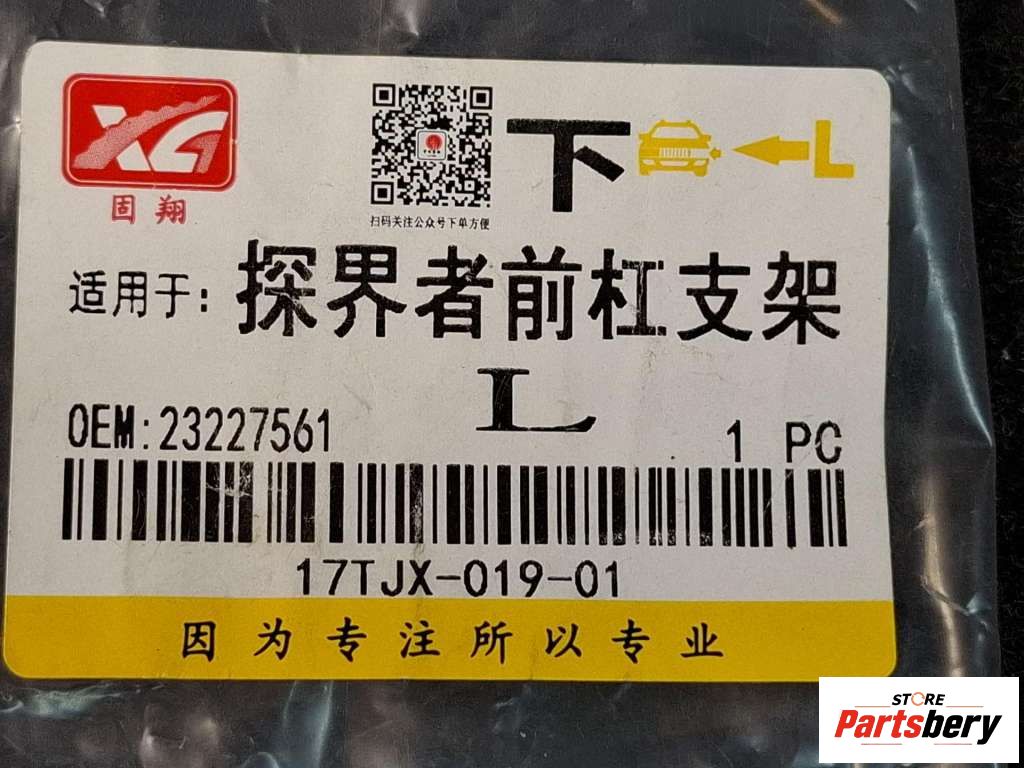 XG
固翔
扫码关注公众号下单方便
下
L
适用于: 探界者前杠支架
L
OEM:23227561
1 PC
17TJX-019-01
因为专注所以专业
STORE
Partsbery